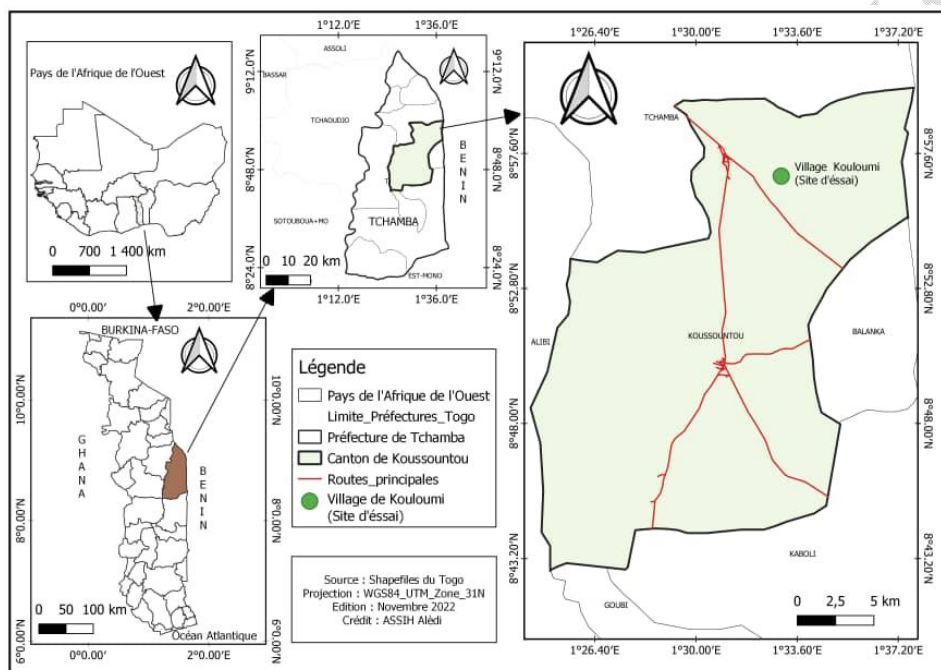 Pays de l'Afrique de l'Ouest
0 700 1 400 km
1°12.0'E 1°36.0'E
9°12.0'N 9°12.0'N
8°48.0'N 8°48.0'N
8°24.0'N 8°24.0'N
ASSOLI
BASSAR
TCHAOUDJO
BENIN
TCHAMBA
SOTOUBOUA+MO
EST-MONO
0 10 20 km
1°12.0'E 1°36.0'E
0°0.00'E 2°0.00'E
BURKINA-FASO
10°0.00'N 10°0.00'N
GHANA
BENIN
8°0.00'N 8°0.00'N
6°0.00'N 6°0.00'N
0 50 100 km
Océan Atlantique
0°0.00'E 2°0.00'E
Légende
Pays de l'Afrique de l'Ouest
Limite_Préfectures_Togo
Préfecture de Tchamba
Canton de Koussountou
Routes_principales
Village de Kouloumi
(Site d'éssai)
Source : Shapefiles du Togo
Projection : WGS84_UTM_Zone_31N
Edition : Novembre 2022
Crédit : ASSIH Alèdi
1°26.40'E 1°30.00'E 1°33.60'E 1°37.20'E
8°57.60'N 8°57.60'N
8°52.80'N 8°52.80'N
8°48.00'N 8°48.00'N
8°43.20'N 8°43.20'N
TCHAMBA
Village Kouloumi
(Site d'éssai)
ALIBI
KOUSSOUNTOU
BALANKA
KABOLI
GOUBI
0 2,5 5 km
1°26.40'E 1°30.00'E 1°33.60'E 1°37.20'E